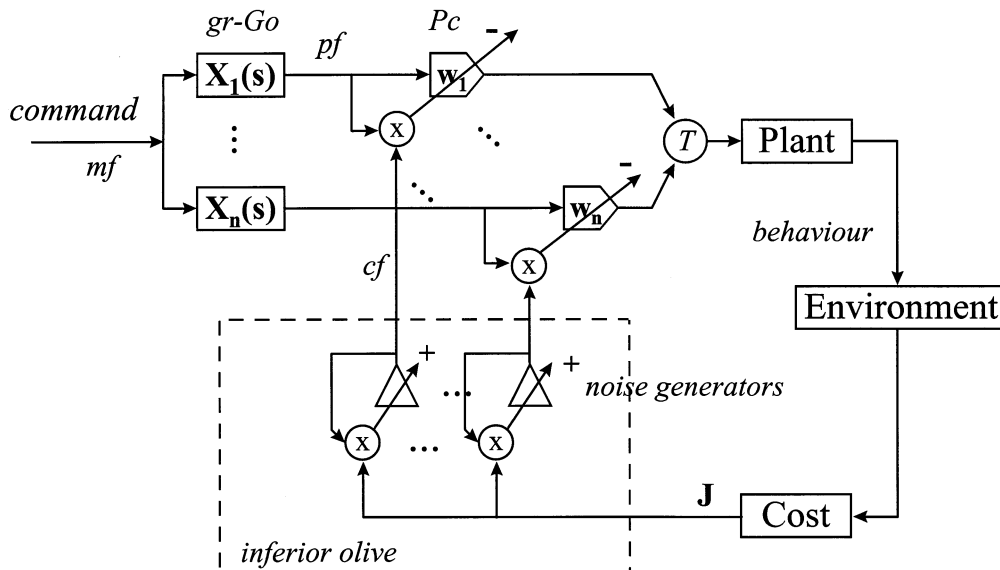 gr-Go
pf
Pc
-
X1(s)
w1
command
mf
x
T
Plant
-
Xn(s)
wn
behaviour
cf
x
Environment
+
+
noise generators
x
x
J
Cost
inferior olive